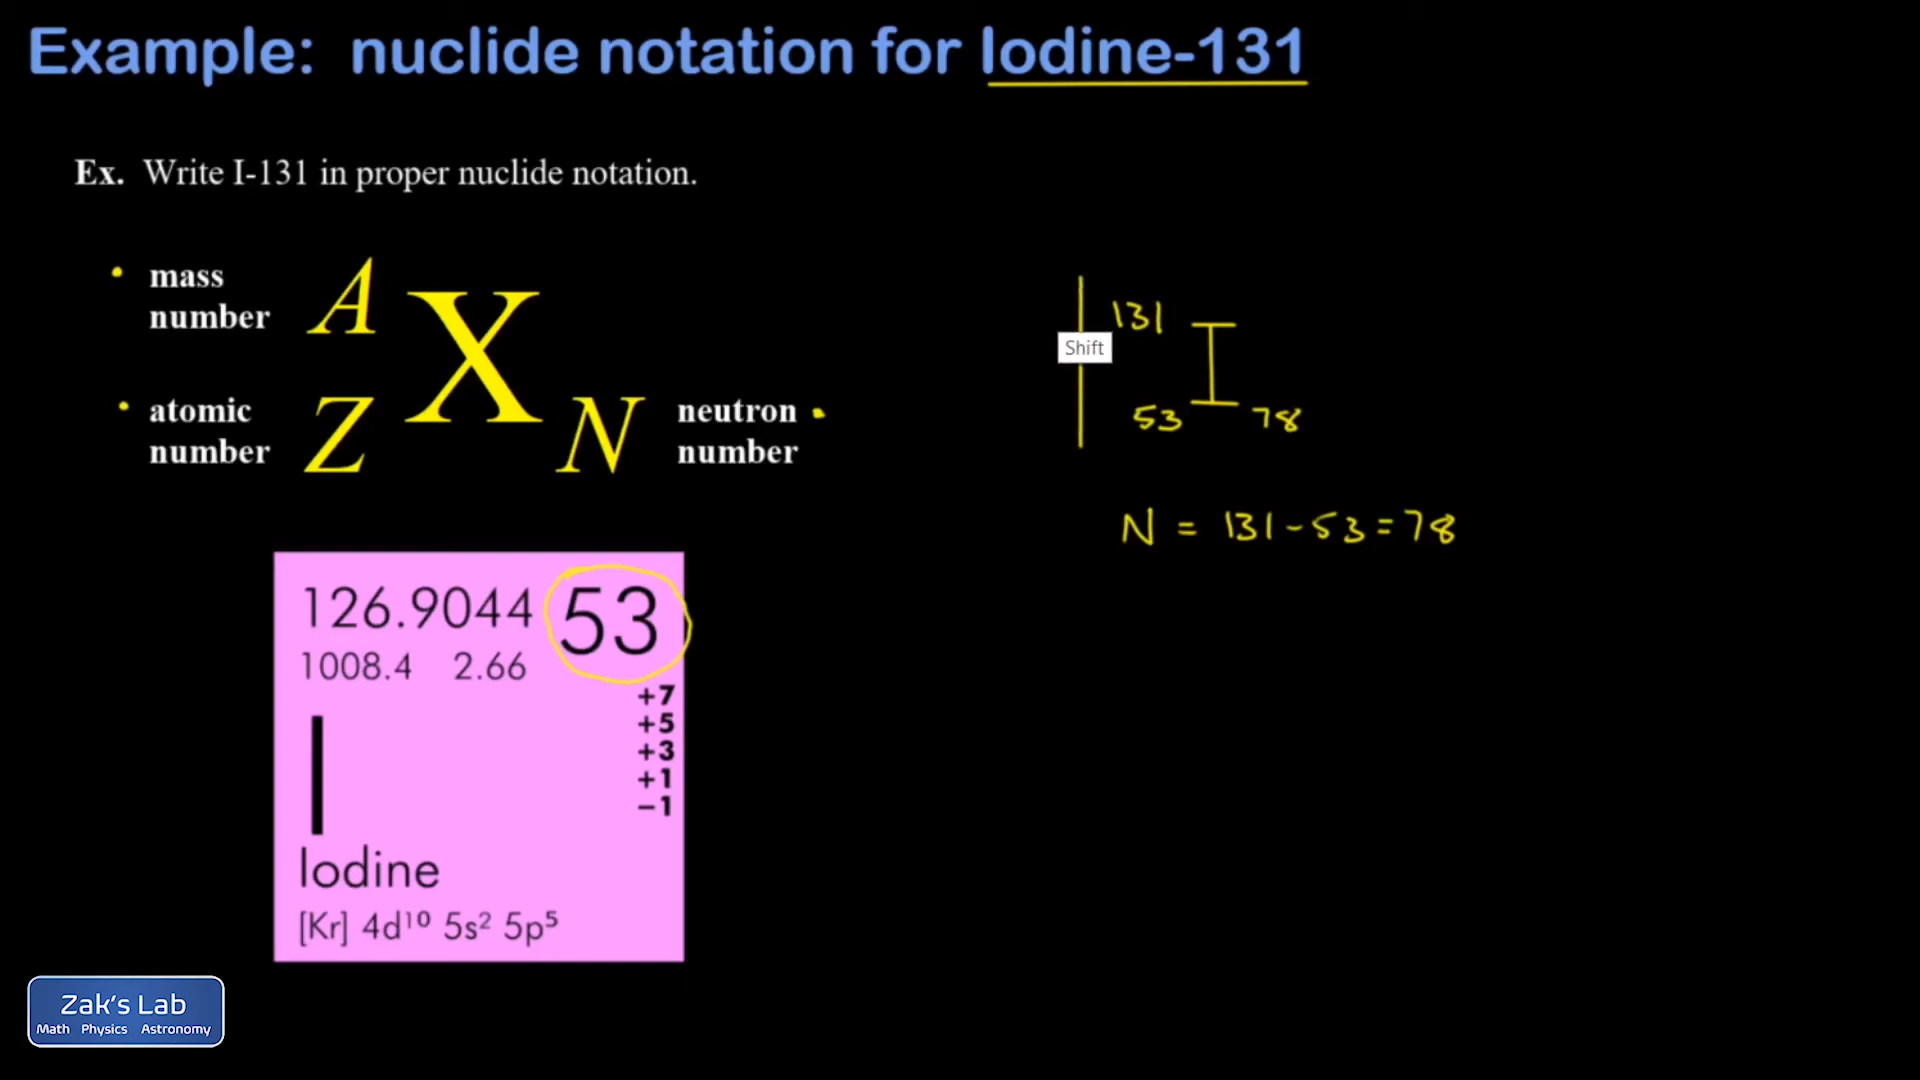 Example: nuclide notation for Iodine-131
Ex. Write I-131 in proper nuclide notation.
mass
number
A
X
atomic
number
Z
N
neutron
number
131
I
53
78
Shift
N = 131-53=78
126.9044
53
1008.4 2.66
+7
+5
+3
+1
-1
I
Iodine
[Kr] 4d¹⁰ 5s² 5p⁵
Zak's Lab
Math Physics Astronomy